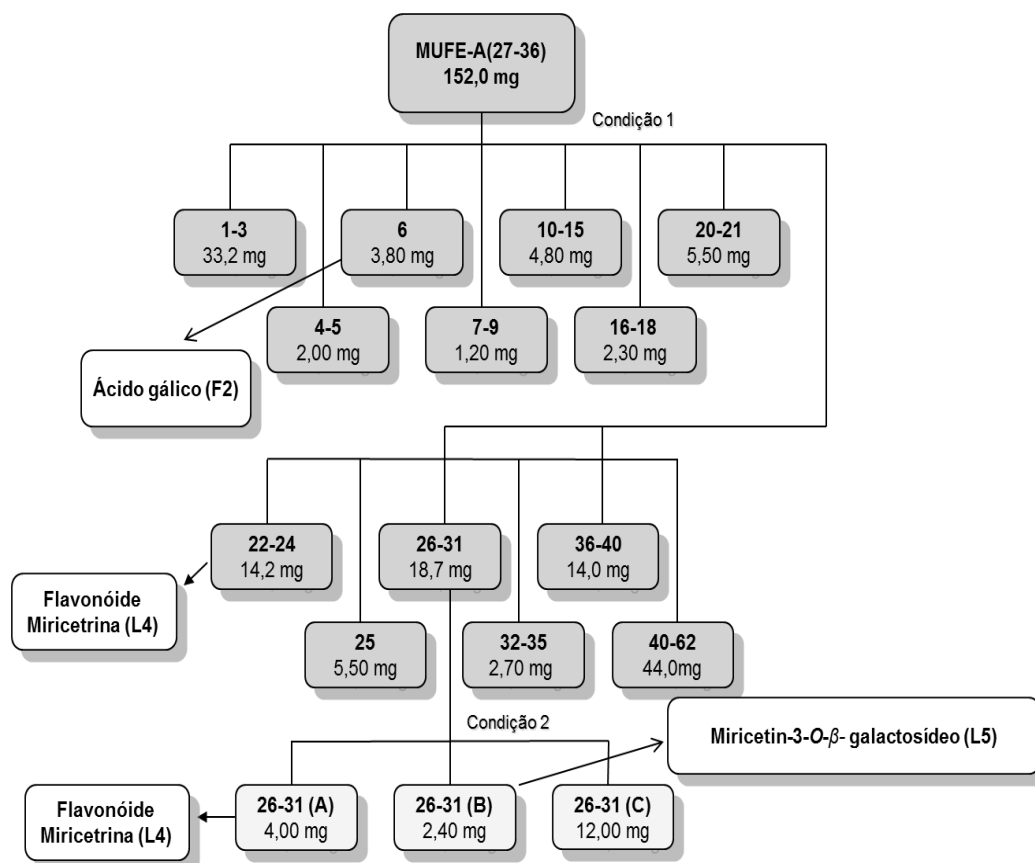 MUFE-A(27-36)
152,0 mg
Condição 1
1-3
33,2 mg
6
3,80 mg
10-15
4,80 mg
20-21
5,50 mg
4-5
2,00 mg
7-9
1,20 mg
16-18
2,30 mg
Ácido gálico (F2)
22-24
14,2 mg
26-31
18,7 mg
36-40
14,0 mg
Flavonóide
Miricetrina (L4)
25
5,50 mg
32-35
2,70 mg
40-62
44,0mg
Condição 2
Miricetin-3-O-β- galactosídeo (L5)
Flavonóide
Miricetrina (L4)
26-31 (A)
4,00 mg
26-31 (B)
2,40 mg
26-31 (C)
12,00 mg